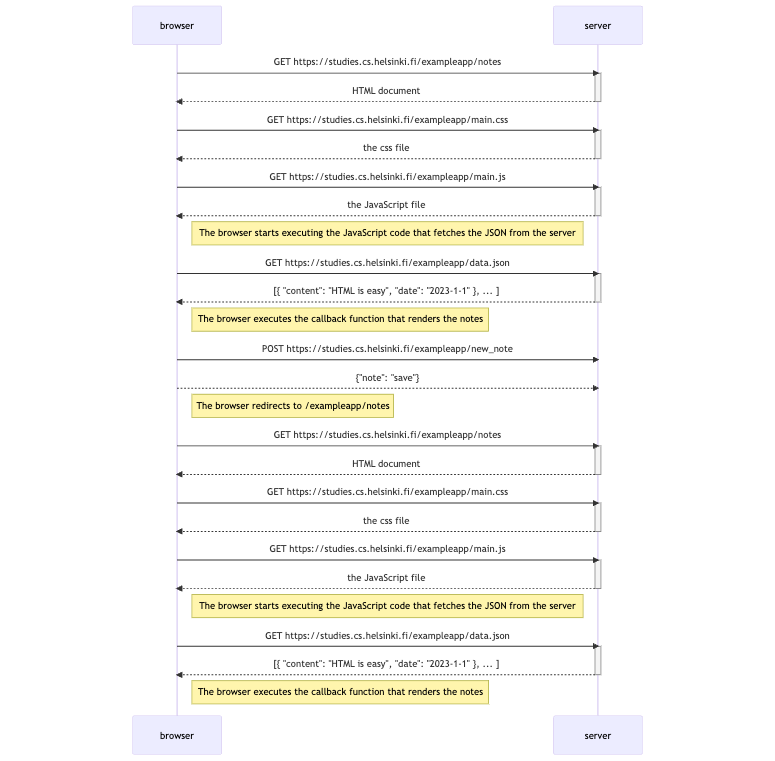 browser
server
GET https://studies.cs.helsinki.fi/exampleapp/notes
HTML document
GET https://studies.cs.helsinki.fi/exampleapp/main.css
the css file
GET https://studies.cs.helsinki.fi/exampleapp/main.js
the JavaScript file
The browser starts executing the JavaScript code that fetches the JSON from the server
GET https://studies.cs.helsinki.fi/exampleapp/data.json
[{ "content": "HTML is easy", "date": "2023-1-1" }, ... ]
The browser executes the callback function that renders the notes
POST https://studies.cs.helsinki.fi/exampleapp/new_note
{"note": "save"}
The browser redirects to /exampleapp/notes
GET https://studies.cs.helsinki.fi/exampleapp/notes
HTML document
GET https://studies.cs.helsinki.fi/exampleapp/main.css
the css file
GET https://studies.cs.helsinki.fi/exampleapp/main.js
the JavaScript file
The browser starts executing the JavaScript code that fetches the JSON from the server
GET https://studies.cs.helsinki.fi/exampleapp/data.json
[{ "content": "HTML is easy", "date": "2023-1-1" }, ... ]
The browser executes the callback function that renders the notes
browser
server